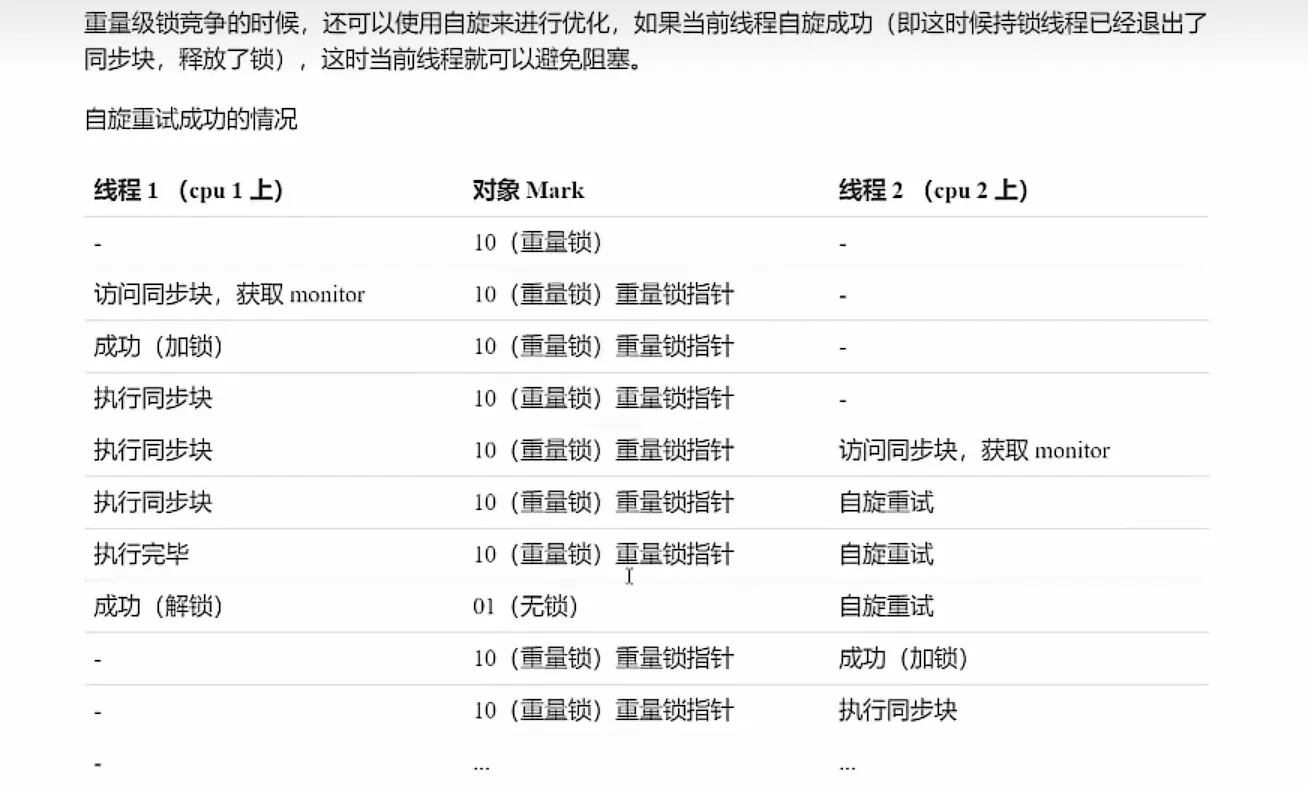 重量级锁竞争的时候，还可以使用自旋来进行优化，如果当前线程自旋成功（即这时候持锁线程已经退出了
同步块，释放了锁），这时当前线程就可以避免阻塞。
自旋重试成功的情况
线程 1 （cpu 1 上） 对象 Mark 线程 2 （cpu 2 上）
- 10（重量锁） -
访问同步块，获取 monitor 10（重量锁）重量锁指针 -
成功（加锁） 10（重量锁）重量锁指针 -
执行同步块 10（重量锁）重量锁指针 -
执行同步块 10（重量锁）重量锁指针 访问同步块，获取 monitor
执行同步块 10（重量锁）重量锁指针 自旋重试
执行完毕 10（重量锁）重量锁指针 自旋重试
成功（解锁） 01（无锁） 自旋重试
- 10（重量锁）重量锁指针 成功（加锁）
- 10（重量锁）重量锁指针 执行同步块
- ... ...